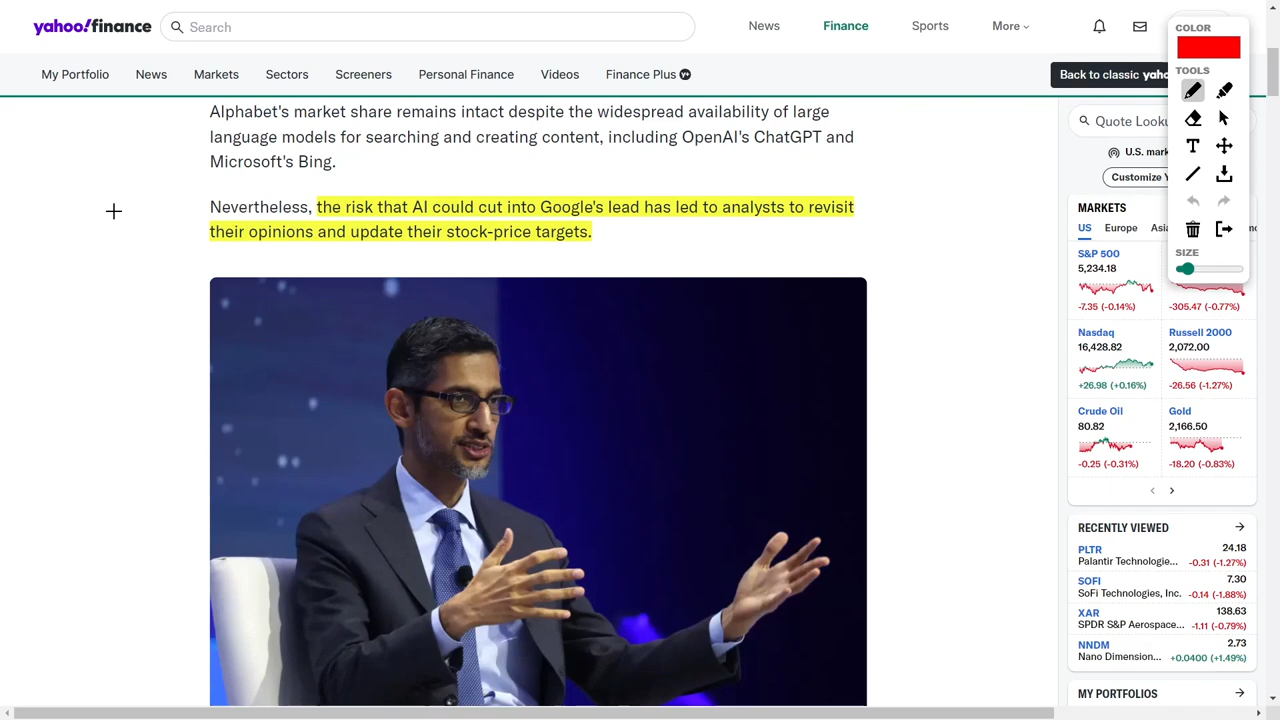 yahoo!finance
Search
News
Finance
Sports
More
My Portfolio
News
Markets
Sectors
Screeners
Personal Finance
Videos
Finance Plus
Back to classic
COLOR
TOOLS
SIZE
Alphabet's market share remains intact despite the widespread availability of large
language models for searching and creating content, including OpenAI's ChatGPT and
Microsoft's Bing.
Nevertheless, the risk that AI could cut into Google's lead has led to analysts to revisit
their opinions and update their stock-price targets.
Quote
U.S.
Customize
MARKETS
US
Europe
S&P 500
5,234.18
-7.35 (-0.14%)
-305.47 (-0.77%)
Nasdaq
16,428.82
+26.98 (+0.16%)
Russell 2000
2,072.00
-26.56 (-1.27%)
Crude Oil
80.82
-0.25 (-0.31%)
Gold
2,166.50
-18.20 (-0.83%)
RECENTLY VIEWED
PLTR 24.18
Palantir Technologie... -0.31 (-1.27%)
SOFI 7.30
SoFi Technologies, Inc. -0.14 (-1.88%)
XAR 138.63
SPDR S&P Aerospace... -1.11 (-0.79%)
NNDM 2.73
Nano Dimension... +0.0400 (+1.49%)
MY PORTFOLIOS